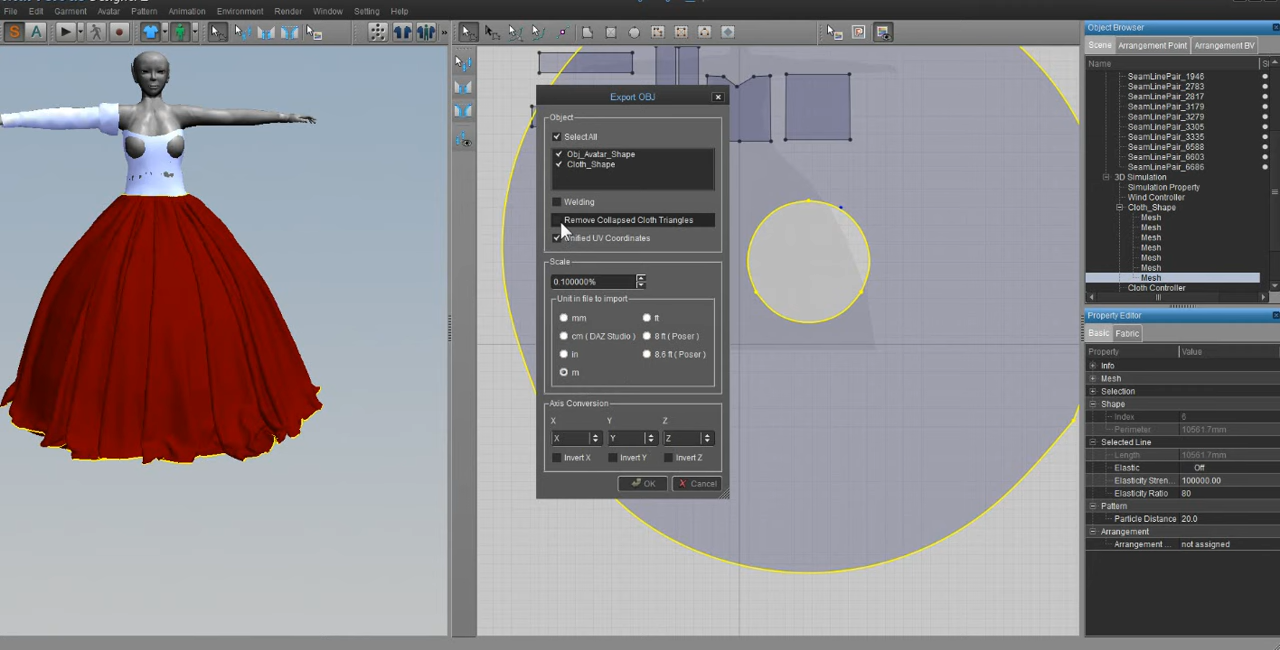 File Edit Garment Avatar Pattern Animation Environment Render Window Setting Help
S A
Export OBJ
Object
Select All
Obj_Avatar_Shape
Cloth_Shape
Welding
Remove Collapsed Cloth Triangles
Unified UV Coordinates
Scale
0.100000%
Unit in file to import
mm ft
cm ( DAZ Studio ) 8 ft ( Poser )
in 8.6 ft ( Poser )
m
Axis Conversion
X Y Z
X Y Z
Invert X Invert Y Invert Z
OK Cancel
Object Browser
Scene Arrangement Point Arrangement BV
Name
SeamLinePair_1946
SeamLinePair_2783
SeamLinePair_2817
SeamLinePair_3179
SeamLinePair_3279
SeamLinePair_3305
SeamLinePair_3335
SeamLinePair_6588
SeamLinePair_6603
SeamLinePair_6686
3D Simulation
Simulation Property
Wind Controller
Cloth_Shape
Mesh
Mesh
Mesh
Mesh
Mesh
Mesh
Mesh
Cloth Controller
Property Editor
Basic Fabric
Property Value
Info
Mesh
Selection
Shape
Index 6
Perimeter 10561.7mm
Selected Line
Length 10561.7mm
Elastic Off
Elasticity Stren... 100000.00
Elasticity Ratio 80
Pattern
Particle Distance 20.0
Arrangement
Arrangement ... not assigned